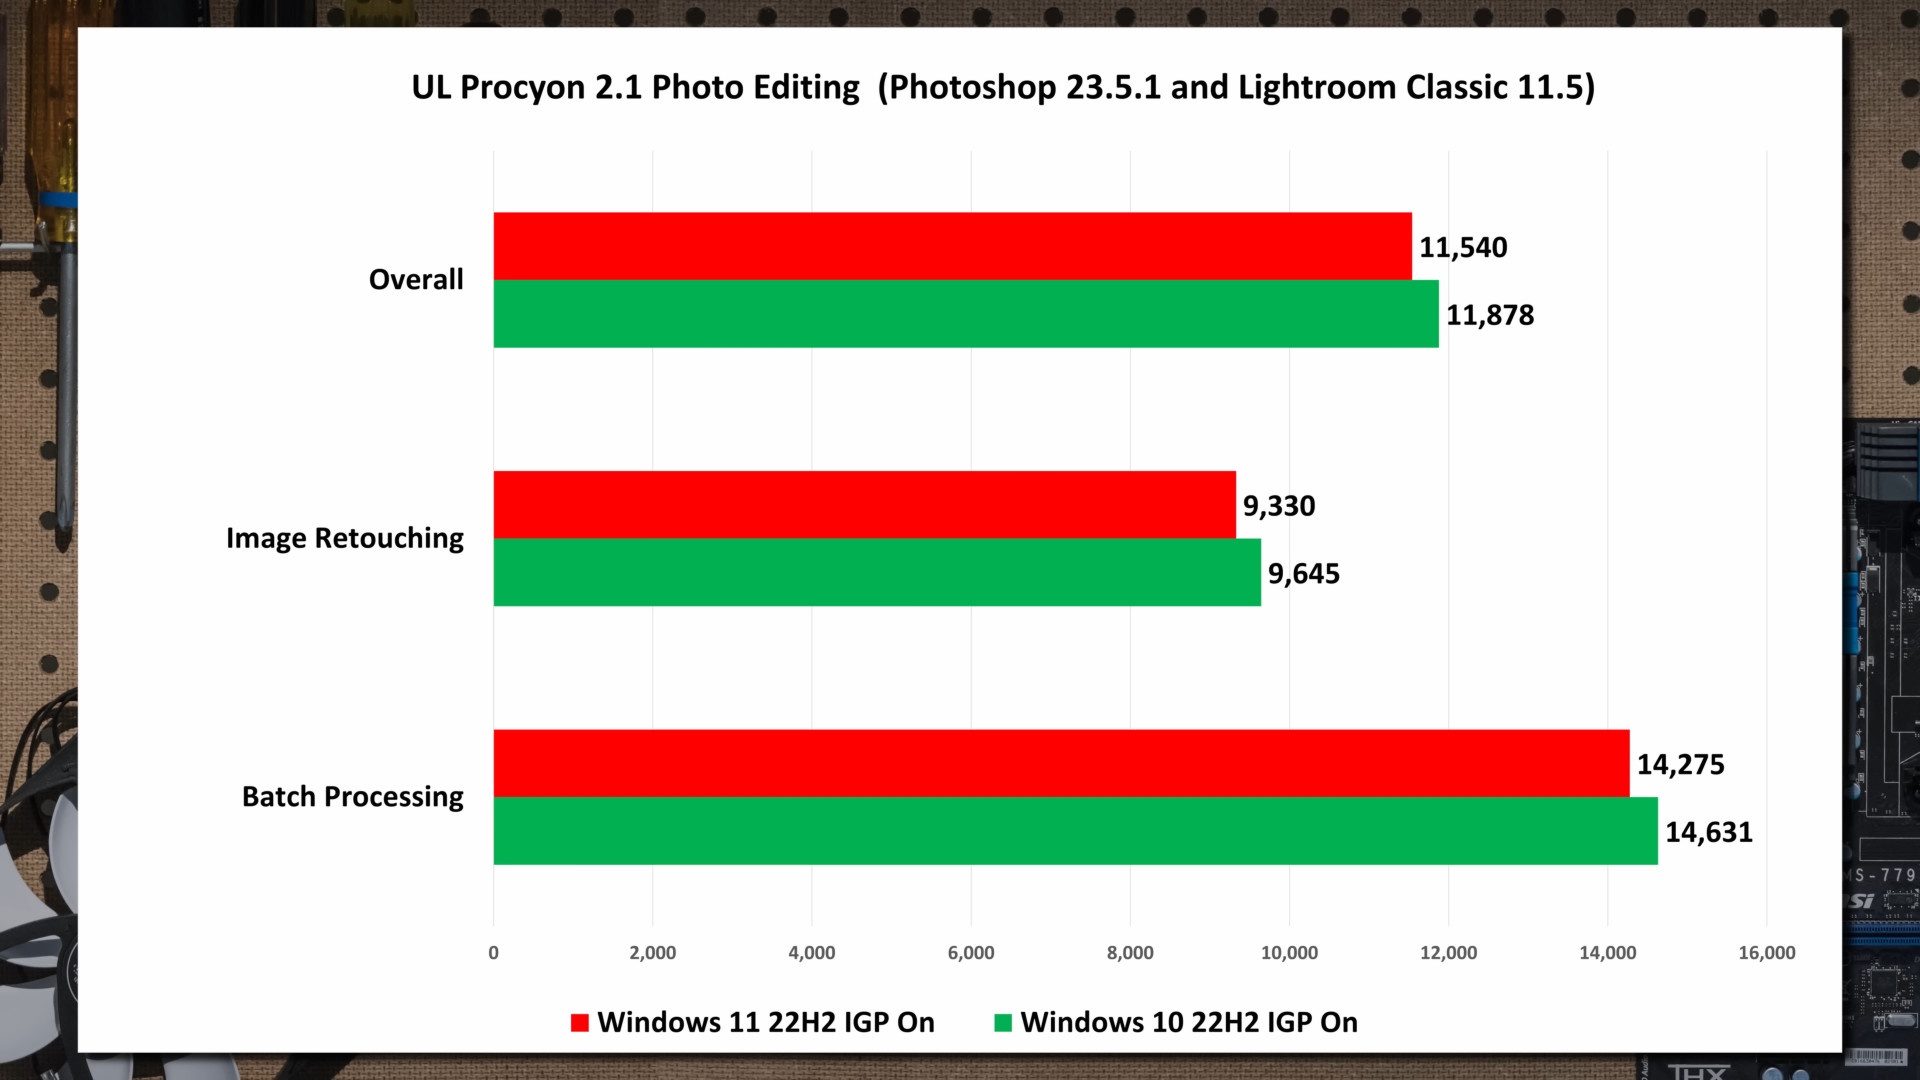 UL Procyon 2.1 Photo Editing  (Photoshop 23.5.1 and Lightroom Classic 11.5)
Overall
11,540
11,878
Image Retouching
9,330
9,645
Batch Processing
14,275
14,631
0 2,000 4,000 6,000 8,000 10,000 12,000 14,000 16,000
Windows 11 22H2 IGP On Windows 10 22H2 IGP On
S-779
Si
THX